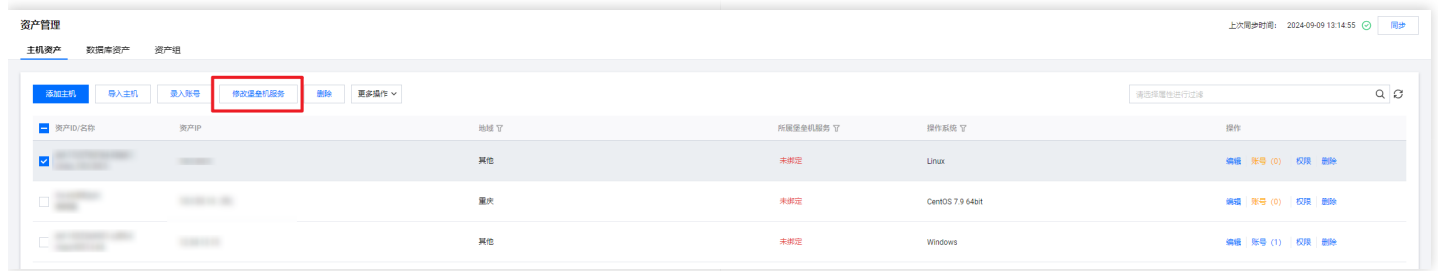 资产管理 上次同步时间： 2024-09-09 13:14:55 同步
主机资产 数据库资产 资产组
添加主机 导入主机 录入账号 修改堡垒机服务 删除 更多操作 请选择属性进行过滤
资产ID/名称 资产IP 地域 所属堡垒机服务 操作系统 操作
其他 未绑定 Linux 编辑 账号 (0) 权限 删除
重庆 未绑定 CentOS 7.9 64bit 编辑 账号 (0) 权限 删除
其他 未绑定 Windows 编辑 账号 (1) 权限 删除